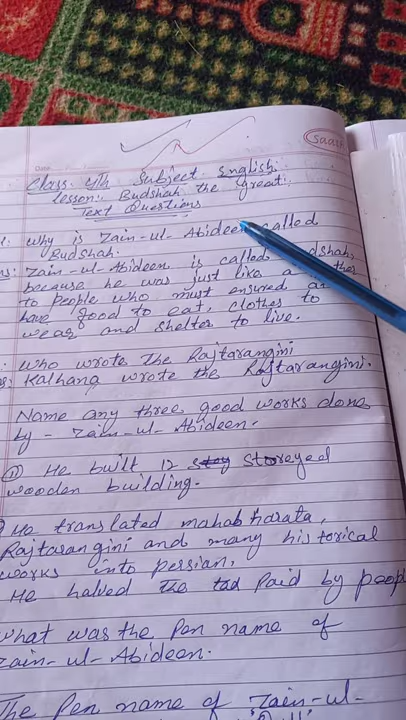 Saa
Date
Class: 4th Subject English:
lesson: Budshah the great:
Text Questions
Why is Zain-ul-Abideen called
Budshah.
Zain-ul-Abideen is called dshah,
because he was just like a
to people who must ensured
have good to eat, clothes to
wear and shelter to live.
Who wrote The Rajtarangini
Kalhana wrote the Rajtarangini.
Name any three good works done
by - Zain-ul-Abideen.
He built 12 storeyed
wooden building.
He translated mahabharata,
Rajtarangini and many historical
works into persian.
He halved the tax Paid by peop
What was the Pen name of
Zain-ul-Abideen.
The Pen name of Zain-ul-